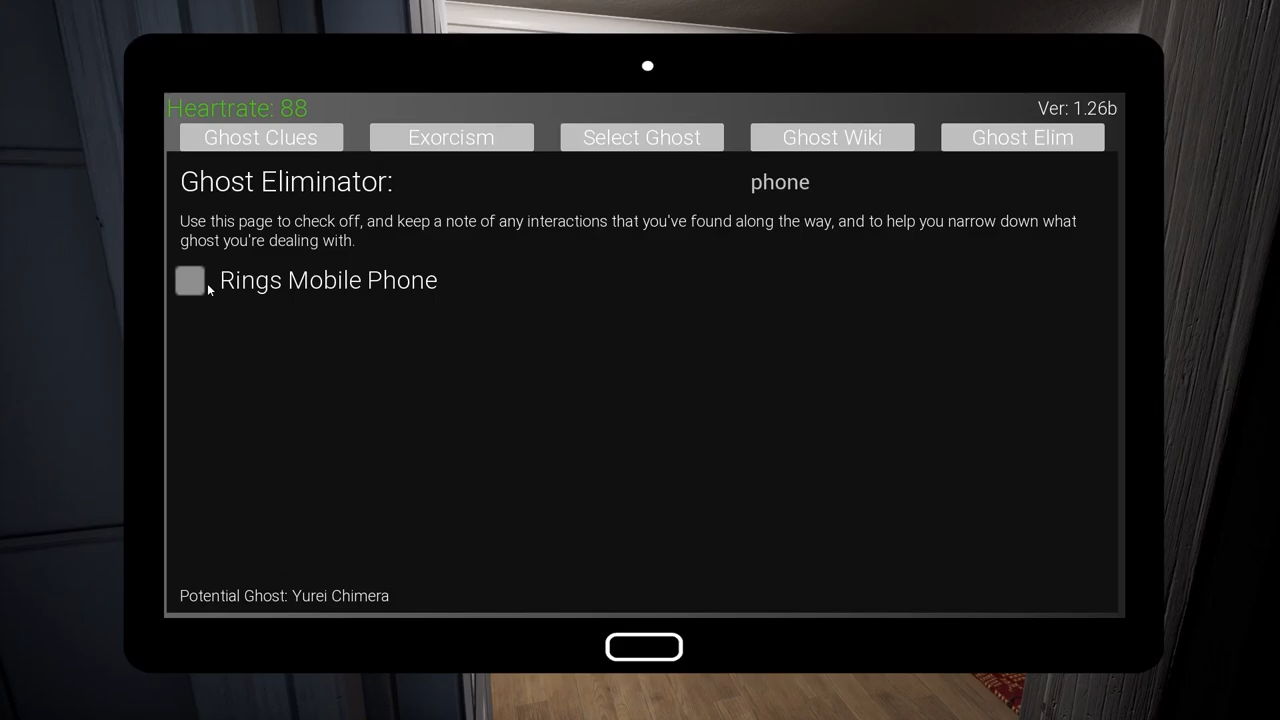 Heartrate: 88
Ver: 1.26b
Ghost Clues
Exorcism
Select Ghost
Ghost Wiki
Ghost Elim
Ghost Eliminator:
phone
Use this page to check off, and keep a note of any interactions that you've found along the way, and to help you narrow down what
ghost you're dealing with.
Rings Mobile Phone
Potential Ghost: Yurei Chimera